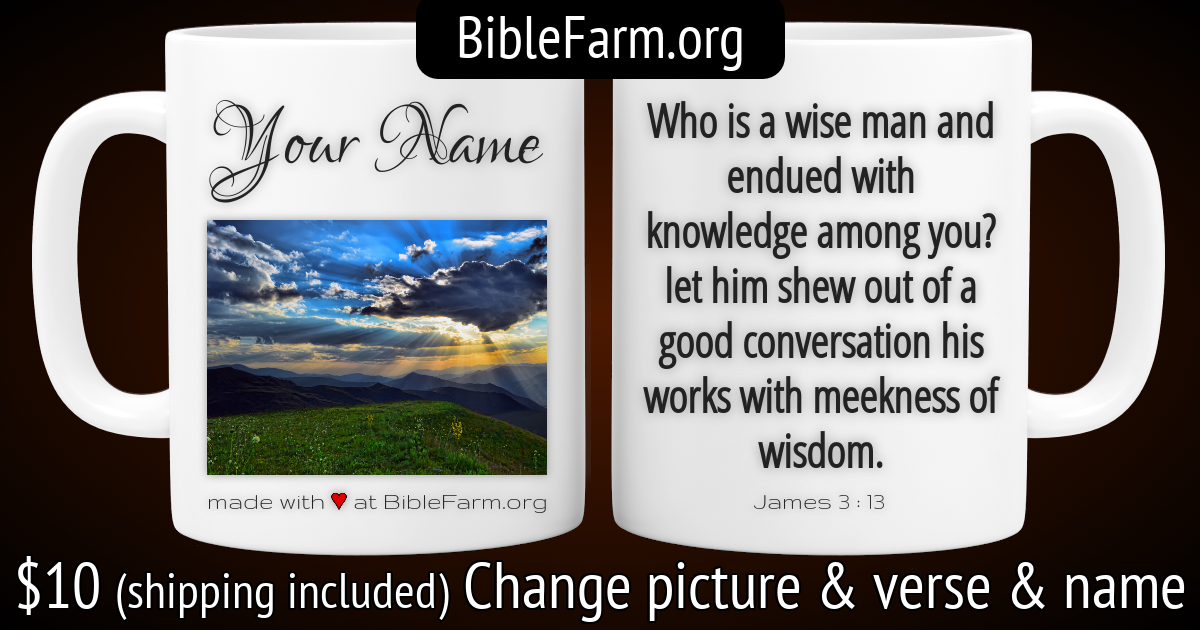 BibleFarm.org
Your Name
made with ❤ at BibleFarm.org
Who is a wise man and
endued with
knowledge among you?
let him shew out of a
good conversation his
works with meekness of
wisdom.
James 3 : 13
$10 (shipping included) Change picture & verse & name